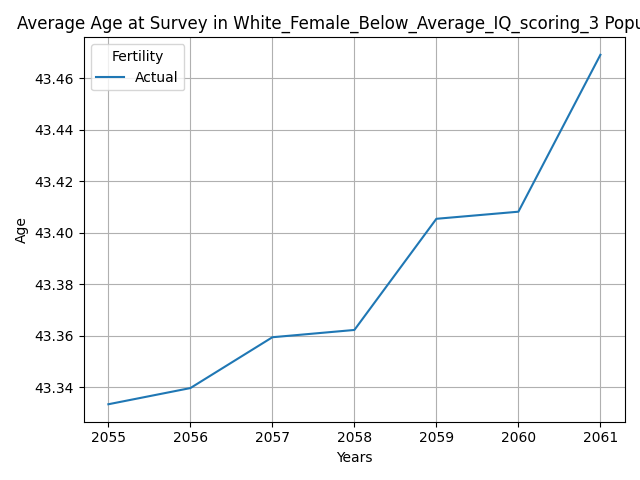 Average Age at Survey in White_Female_Below_Average_IQ_scoring_3 Popu
Fertility
Actual
43.46
43.44
43.42
43.40
43.38
43.36
43.34
Age
2055 2056 2057 2058 2059 2060 2061
Years